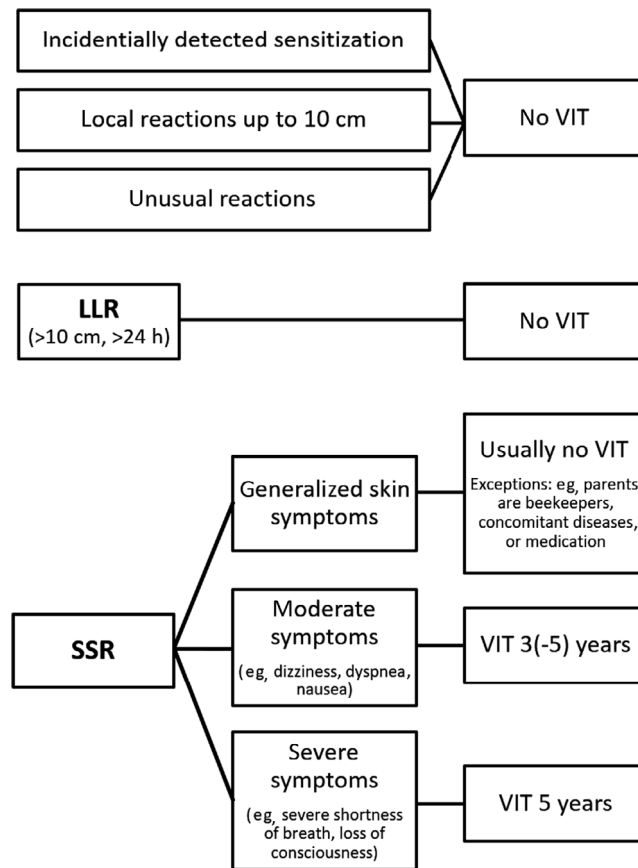 Incidentially detected sensitization
Local reactions up to 10 cm
Unusual reactions
No VIT
LLR
(>10 cm, >24 h)
No VIT
SSR
Generalized skin
symptoms
Usually no VIT
Exceptions: eg, parents
are beekeepers,
concomitant diseases,
or medication
Moderate
symptoms
(eg, dizziness, dyspnea,
nausea)
VIT 3(-5) years
Severe
symptoms
(eg, severe shortness
of breath, loss of
consciousness)
VIT 5 years